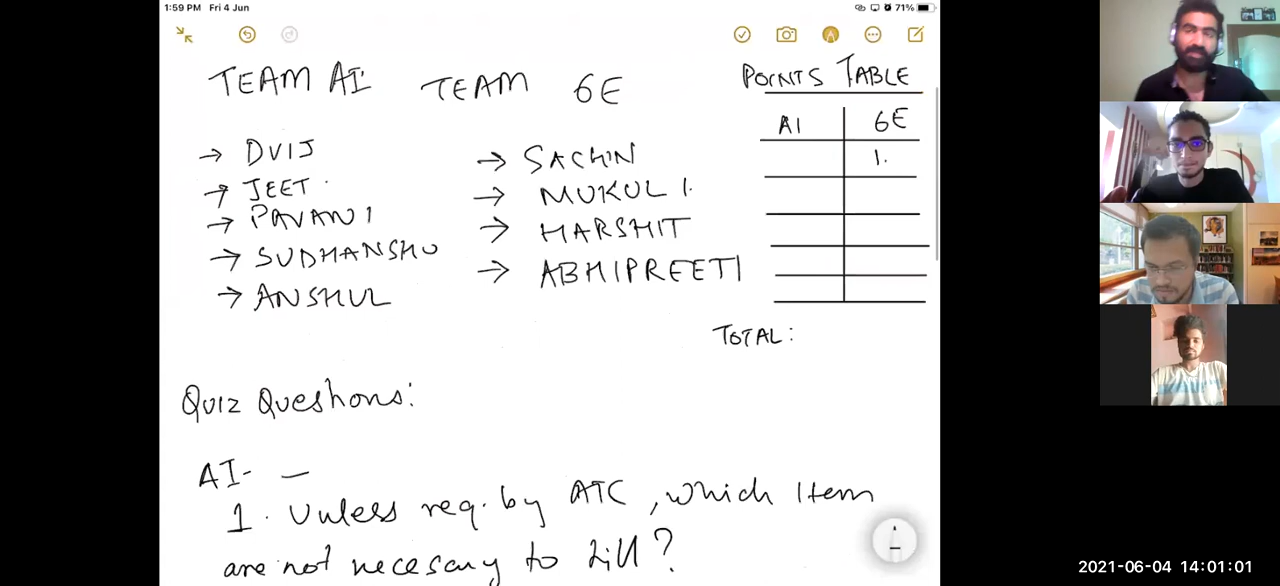 1:59 PM Fri 4 Jun
71%
TEAM AI TEAM 6E
→ DVIJ
→ JEET
→ PAVANI
→ SUDHANSHU
→ ANSHUL
→ SACHIN
→ MUKUL 1.
→ HARSHIT
→ ABHIPREETI
POINTS TABLE
AI 6E
1.
TOTAL:
Quiz Questions:
AI- —
1. Unless req. by ATC, which Item
are not necesary to fill?
2021-06-04 14:01:01